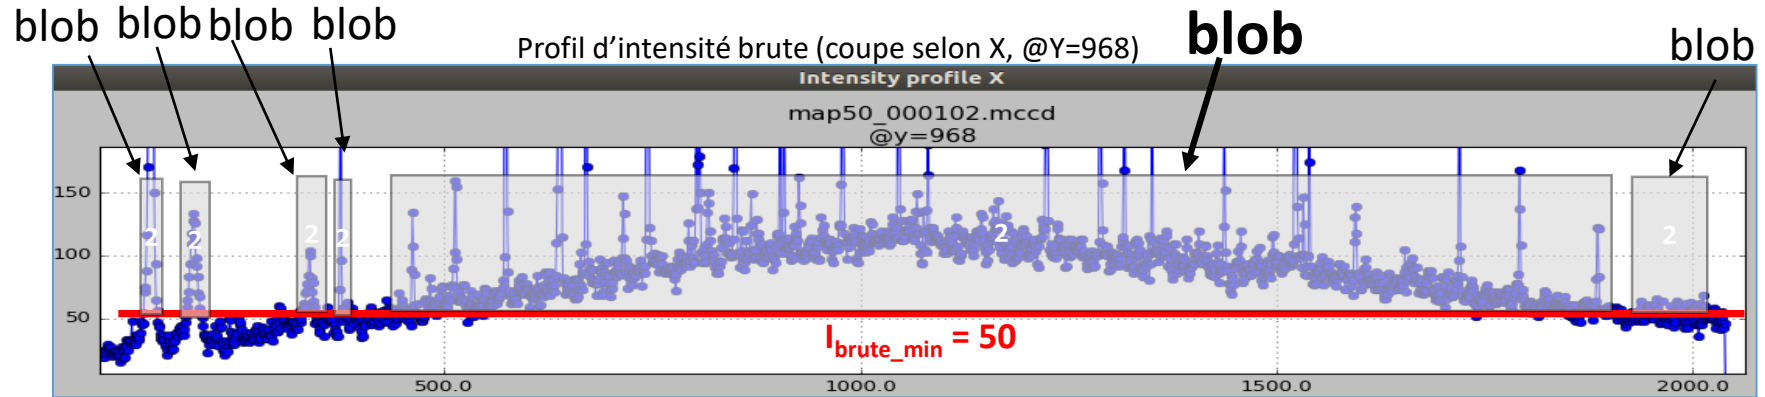 blob blob blob blob blob blob
Profil d’intensité brute (coupe selon X, @Y=968)
Intensity profile X
map50_000102.mccd
@y=968
150
100
50
2 2 2 2 2 2
I brute_min = 50
500.0 1000.0 1500.0 2000.0